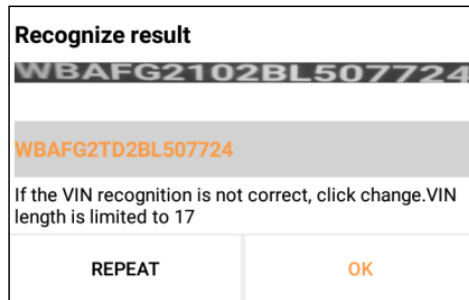 Recognize result
WBAFG2102BL507724
WBAFG2TD2BL507724
If the VIN recognition is not correct, click change.VIN
length is limited to 17
REPEAT
OK